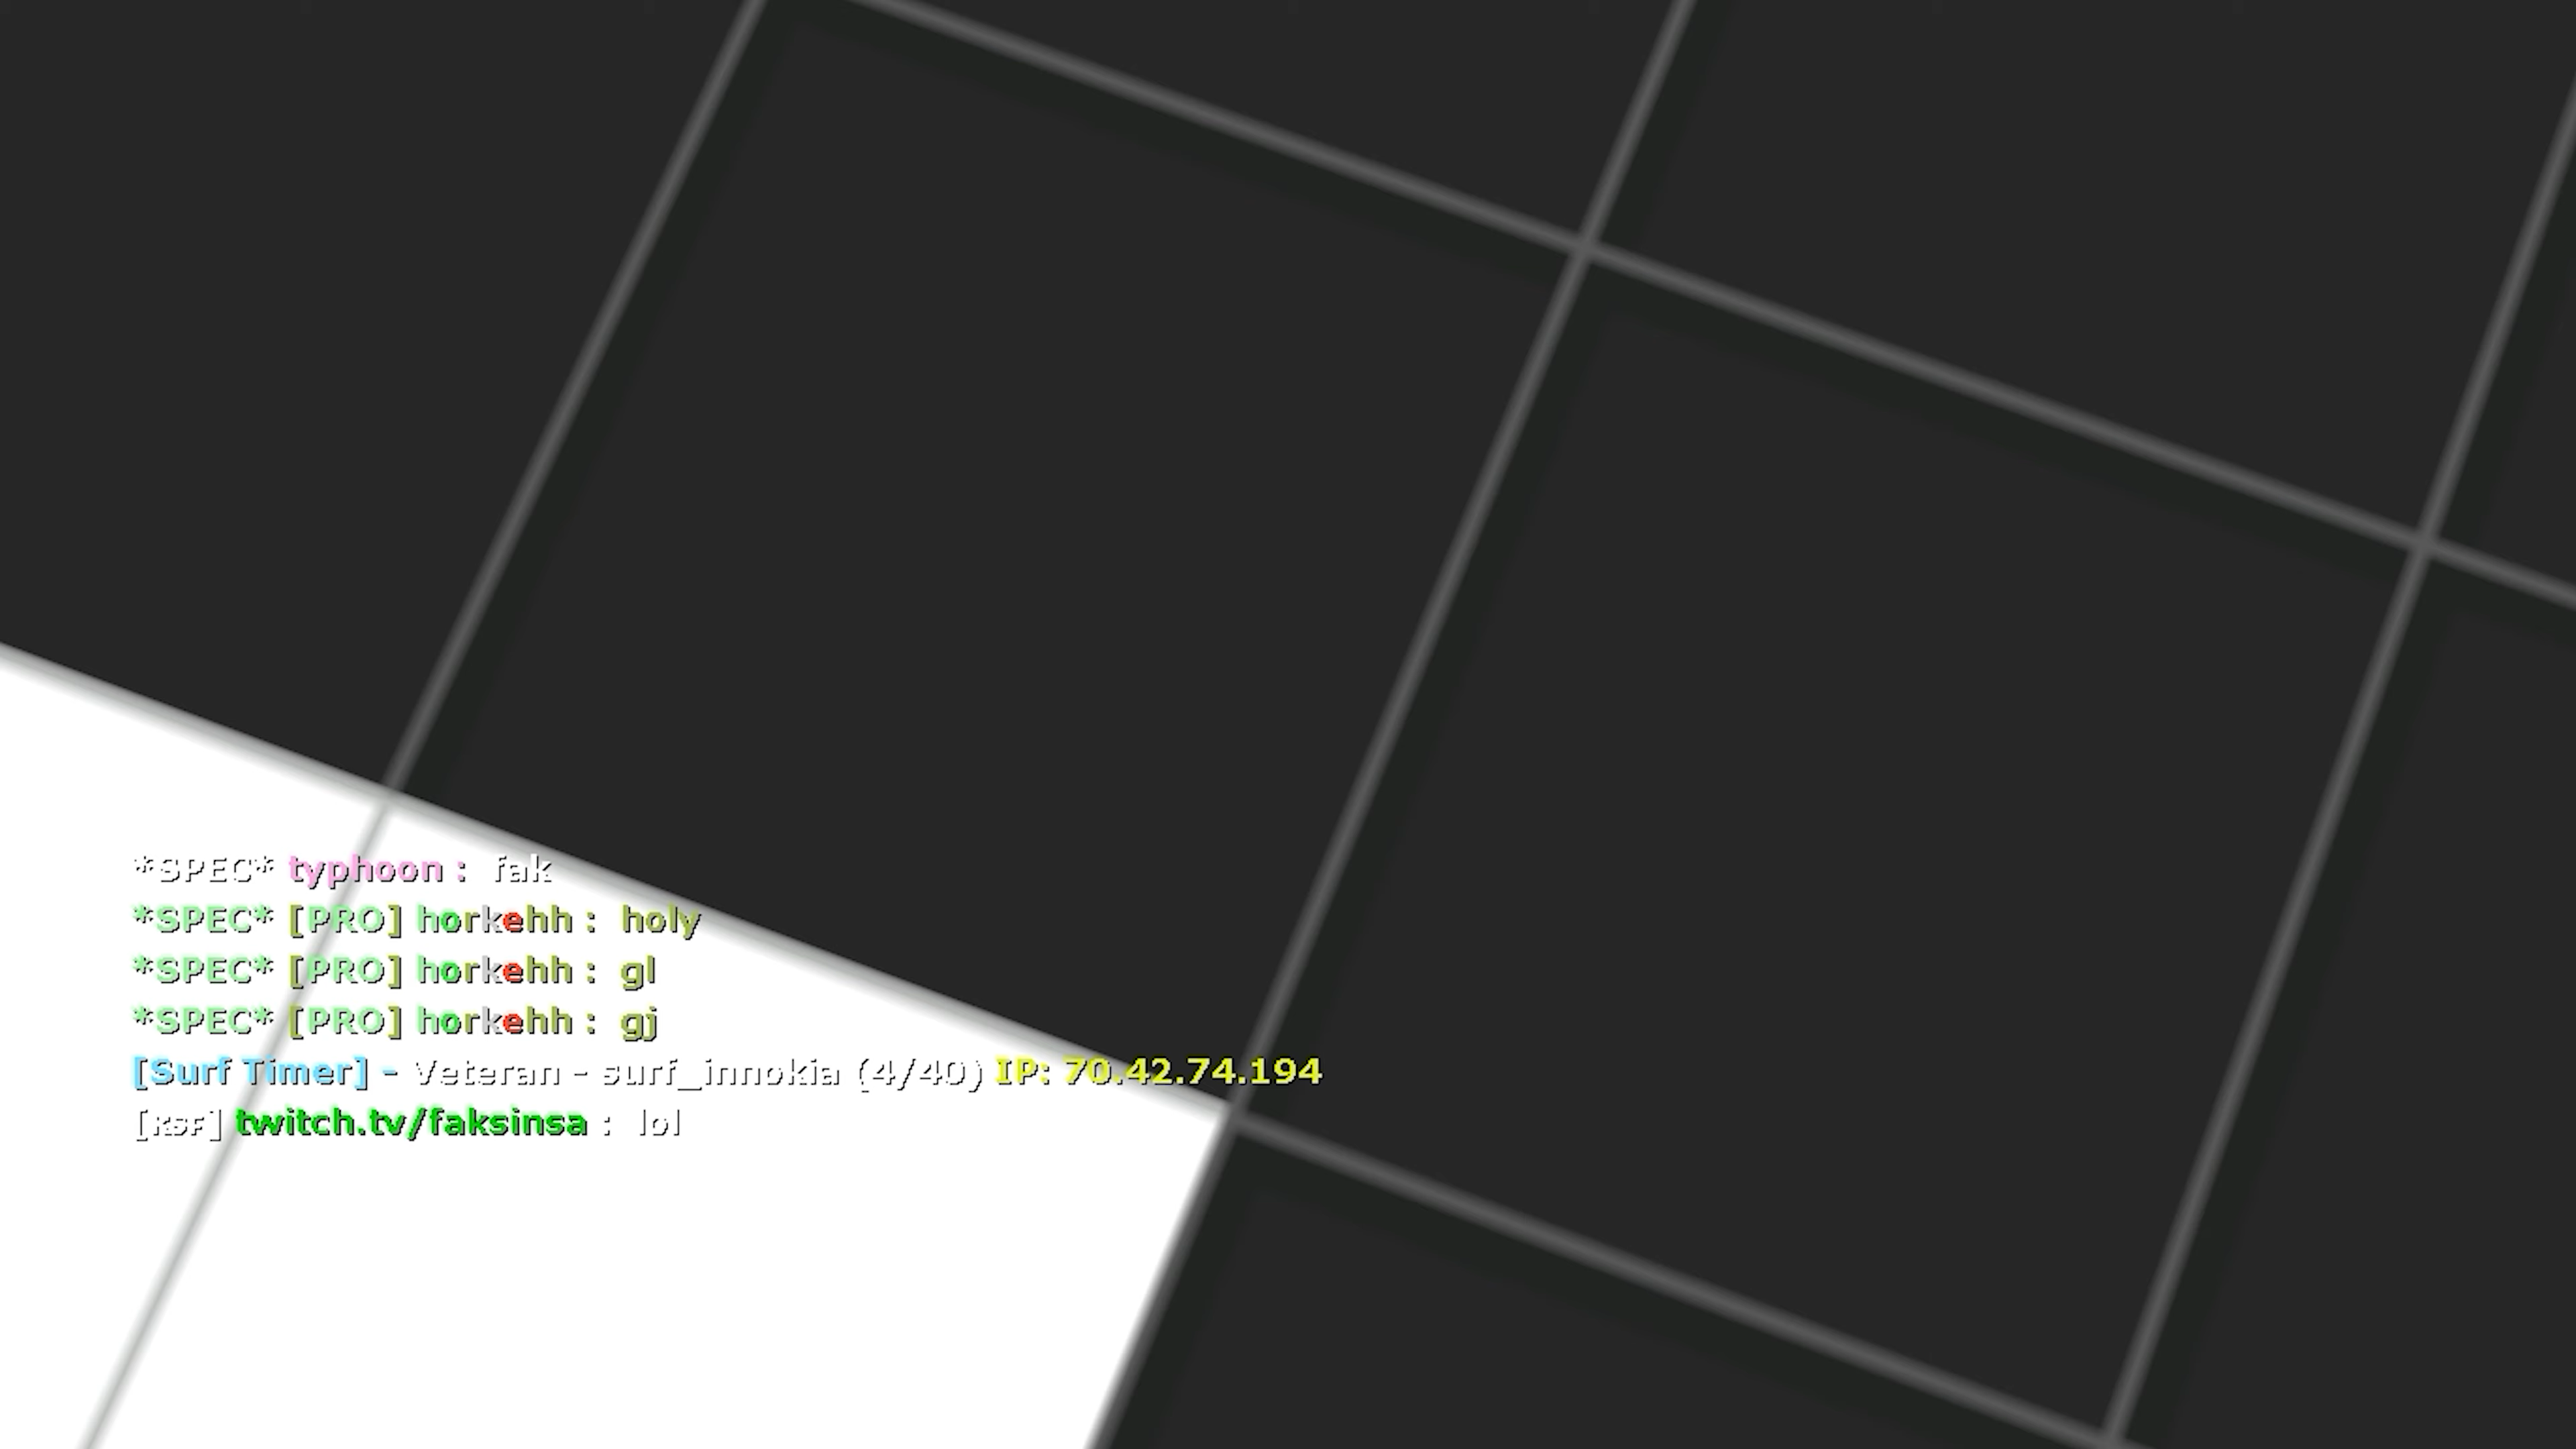 *SPEC* typhoon :  fak
*SPEC* [PRO] horkehh :  holy
*SPEC* [PRO] horkehh :  gl
*SPEC* [PRO] horkehh :  gj
[Surf Timer] - Veteran - surf_innokia (4/40) IP: 70.42.74.194
[KSF] twitch.tv/faksinsa :  lol